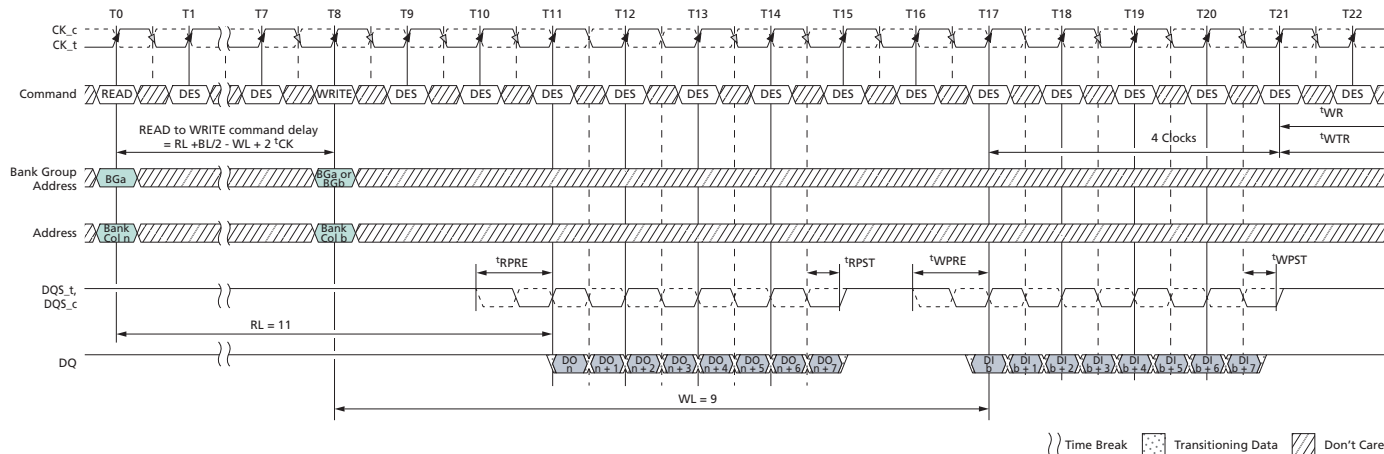 T0 T1 T7 T8 T9 T10 T11 T12 T13 T14 T15 T16 T17 T18 T19 T20 T21 T22
CK_c
CK_t
Command READ DES DES WRITE DES DES DES DES DES DES DES DES DES DES DES DES DES DES
tWR
READ to WRITE command delay
= RL +BL/2 - WL + 2 tCK
4 Clocks
tWTR
Bank Group
Address
BGa
BGa or
BGb
Address
Bank
Col n
Bank
Col b
tRPRE tRPST tWPRE tWPST
DQS_t,
DQS_c
RL = 11
DQ
DO
n
DO
n + 1
DO
n + 2
DO
n + 3
DO
n + 4
DO
n + 5
DO
n + 6
DO
n + 7
DI
b
DI
b + 1
DI
b + 2
DI
b + 3
DI
b + 4
DI
b + 5
DI
b + 6
DI
b + 7
WL = 9
Time Break Transitioning Data Don't Care